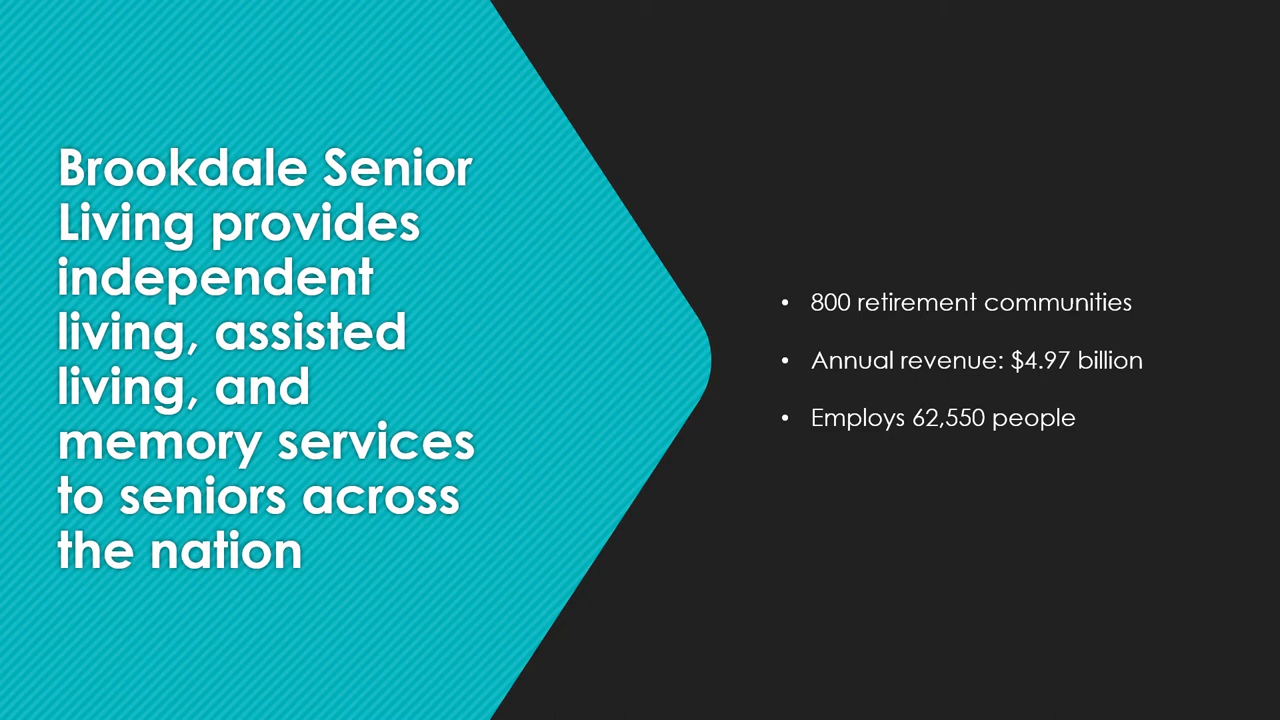 Brookdale Senior
Living provides
independent
living, assisted
living, and
memory services
to seniors across
the nation
• 800 retirement communities
• Annual revenue: $4.97 billion
• Employs 62,550 people